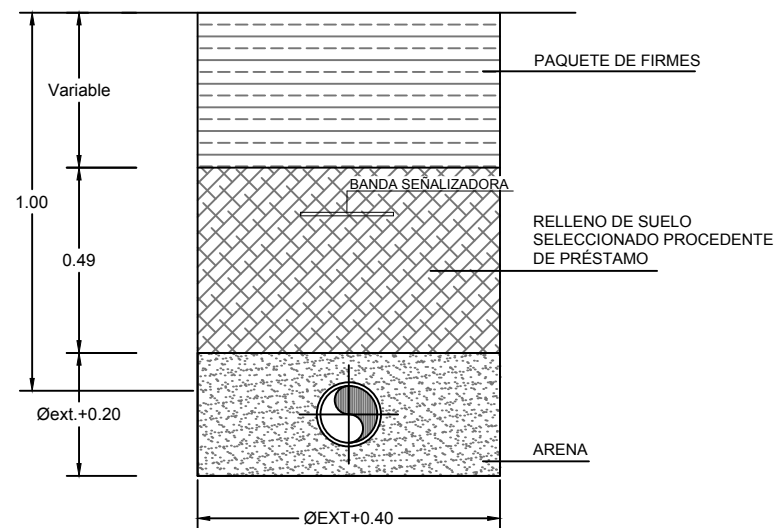 PAQUETE DE FIRMES
Variable
BANDA SEÑALIZADORA
1.00
RELLENO DE SUELO
SELECCIONADO PROCEDENTE
DE PRÉSTAMO
0.49
Øext.+0.20
ARENA
ØEXT+0.40